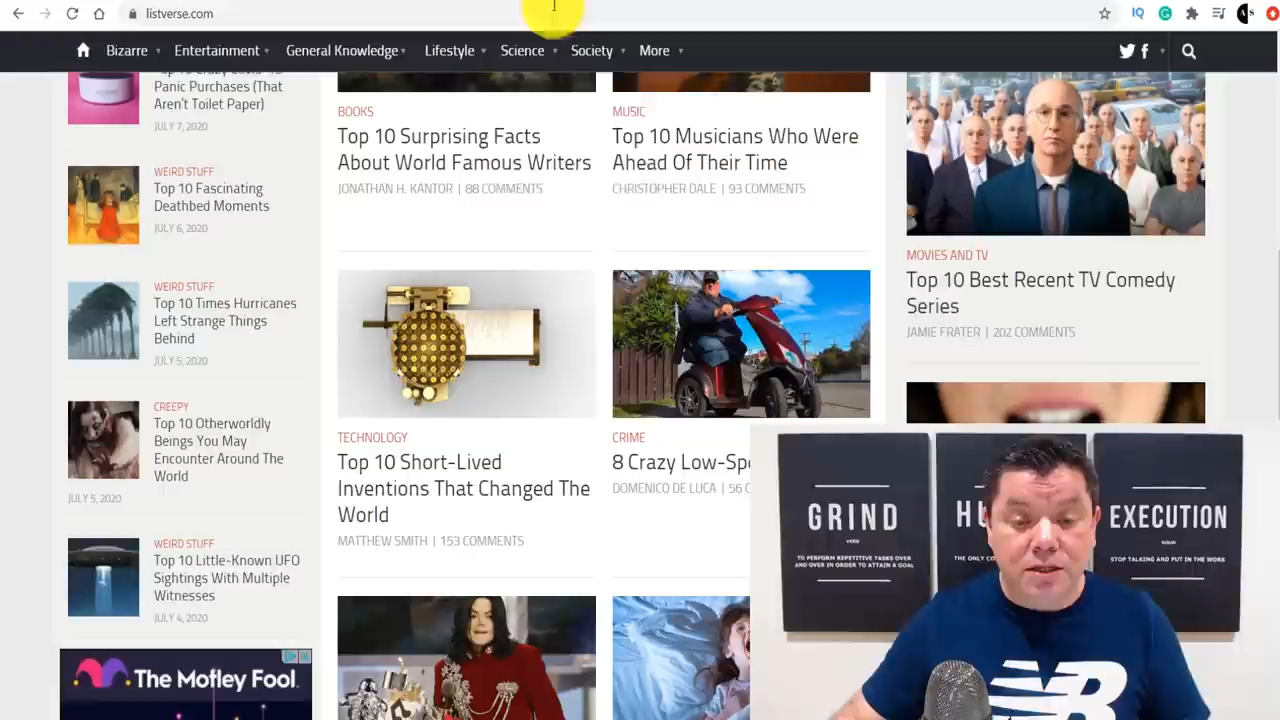 listverse.com
Bizarre
Entertainment
General Knowledge
Lifestyle
Science
Society
More
Panic Purchases (That
Aren't Toilet Paper)
JULY 7, 2020
WEIRD STUFF
Top 10 Fascinating
Deathbed Moments
JULY 6, 2020
WEIRD STUFF
Top 10 Times Hurricanes
Left Strange Things
Behind
JULY 5, 2020
CREEPY
Top 10 Otherworldly
Beings You May
Encounter Around The
World
JULY 5, 2020
WEIRD STUFF
Top 10 Little-Known UFO
Sightings With Multiple
Witnesses
JULY 4, 2020
The Motley Fool.
BOOKS
Top 10 Surprising Facts
About World Famous Writers
JONATHAN H. KANTOR | 88 COMMENTS
MUSIC
Top 10 Musicians Who Were
Ahead Of Their Time
CHRISTOPHER DALE | 93 COMMENTS
TECHNOLOGY
Top 10 Short-Lived
Inventions That Changed The
World
MATTHEW SMITH | 153 COMMENTS
CRIME
8 Crazy Low-Spe
DOMENICO DE LUCA | 56 C
MOVIES AND TV
Top 10 Best Recent TV Comedy
Series
JAMIE FRATER | 202 COMMENTS
GRIND
VERB
TO PERFORM REPETITIVE TASKS OVER
AND OVER IN ORDER TO ATTAIN A GOAL
HU
THE ONLY CO
EXECUTION
NOUN
STOP TALKING AND PUT IN THE WORK
NB